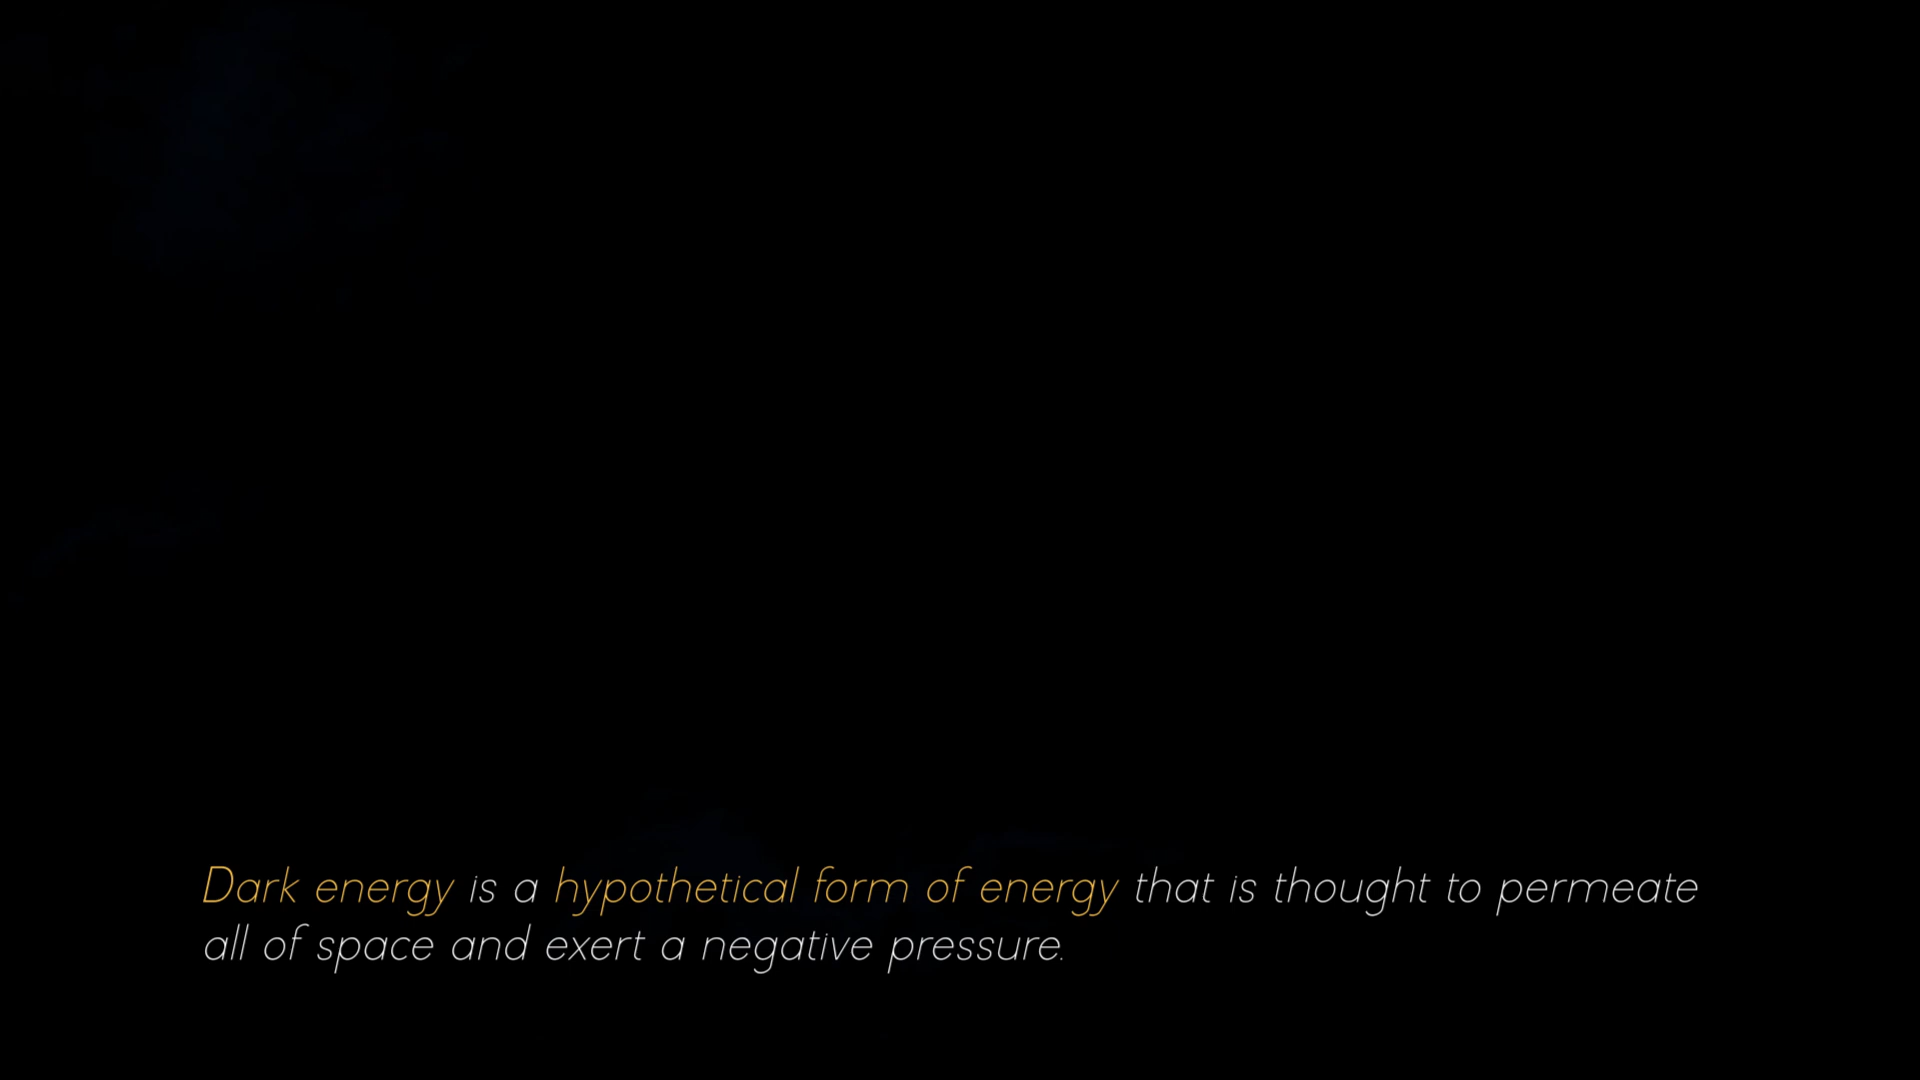 Dark energy is a hypothetical form of energy that is thought to permeate
all of space and exert a negative pressure.